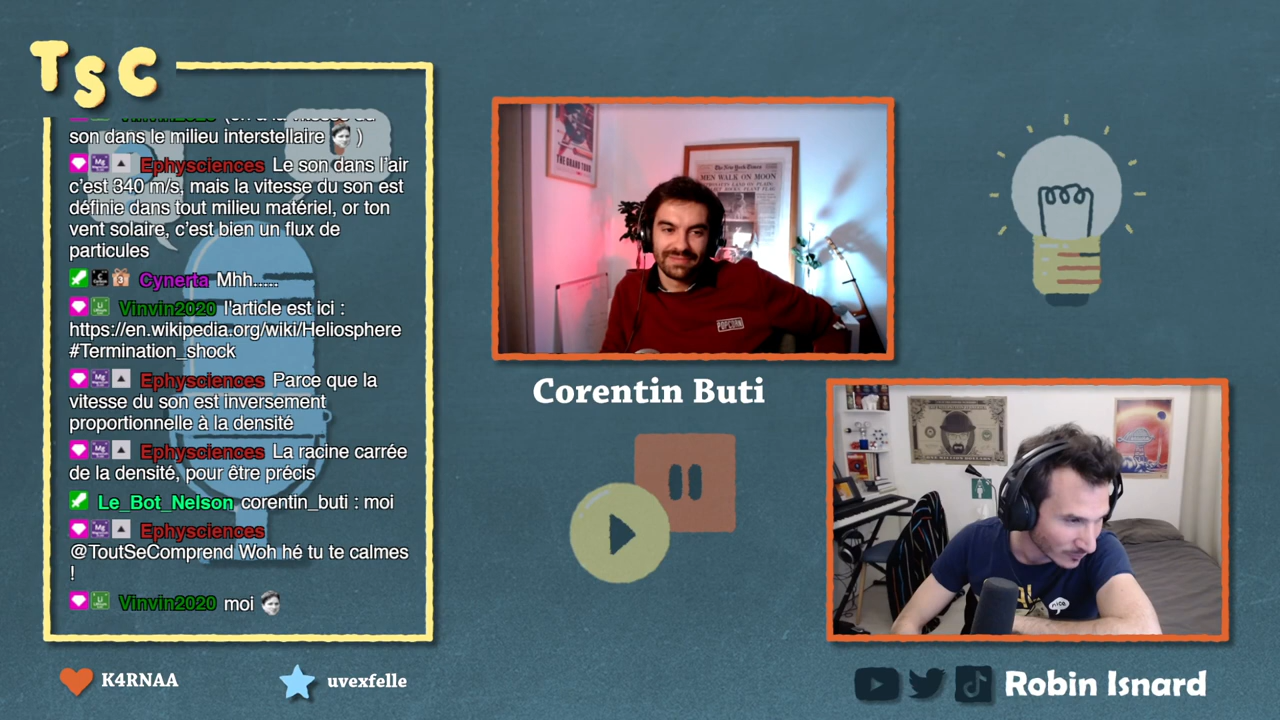 TSC
son dans le milieu interstellaire )
Ephysciences Le son dans l'air
c'est 340 m/s, mais la vitesse du son est
définie dans tout milieu matériel, or ton
vent solaire, c'est bien un flux de
particules
Cynerta Mhh.....
Vinvin2020 l'article est ici :
https://en.wikipedia.org/wiki/Heliosphere
#Termination_shock
Ephysciences Parce que la
vitesse du son est inversement
proportionnelle à la densité
Ephysciences La racine carrée
de la densité, pour être précis
Le_Bot_Nelson corentin_buti : moi
Ephysciences
@ToutSeComprend Woh hé tu te calmes
!
Vinvin2020 moi
K4RNAA
uvexfelle
THE GRAND TOUR
The New York Times
MEN WALK ON MOON
POPCORN
Corentin Buti
nice
Robin Isnard